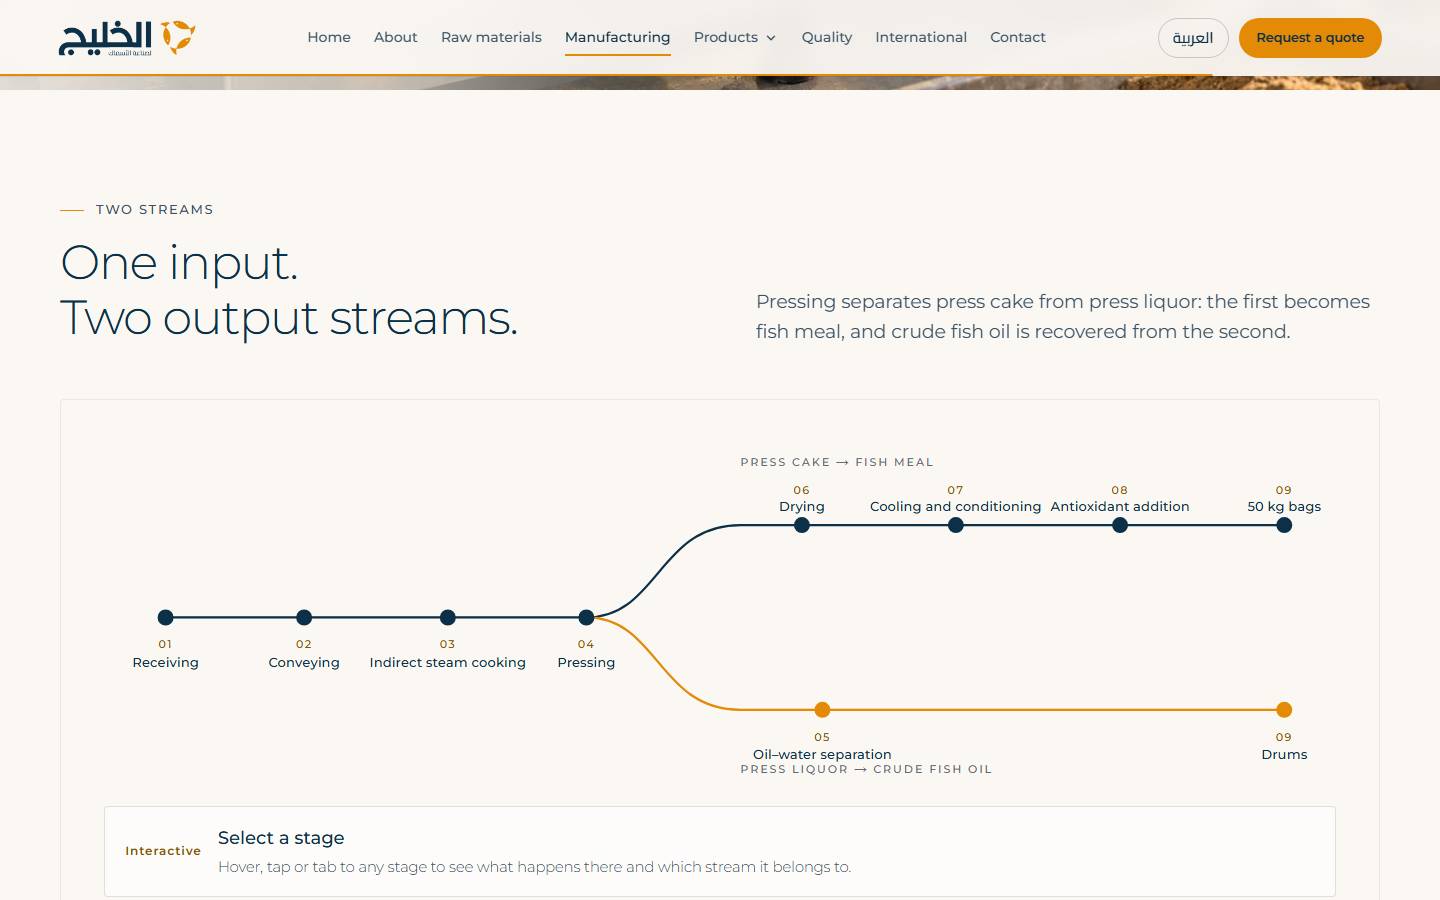 الخليج
لصناعة الأسماك
Home About Raw materials Manufacturing Products Quality International Contact
العربية
Request a quote
TWO STREAMS
One input.
Two output streams.
Pressing separates press cake from press liquor: the first becomes
fish meal, and crude fish oil is recovered from the second.
PRESS CAKE → FISH MEAL
06 07 08 09
Drying Cooling and conditioning Antioxidant addition 50 kg bags
01 02 03 04
Receiving Conveying Indirect steam cooking Pressing
05 09
Oil–water separation Drums
PRESS LIQUOR → CRUDE FISH OIL
Interactive
Select a stage
Hover, tap or tab to any stage to see what happens there and which stream it belongs to.